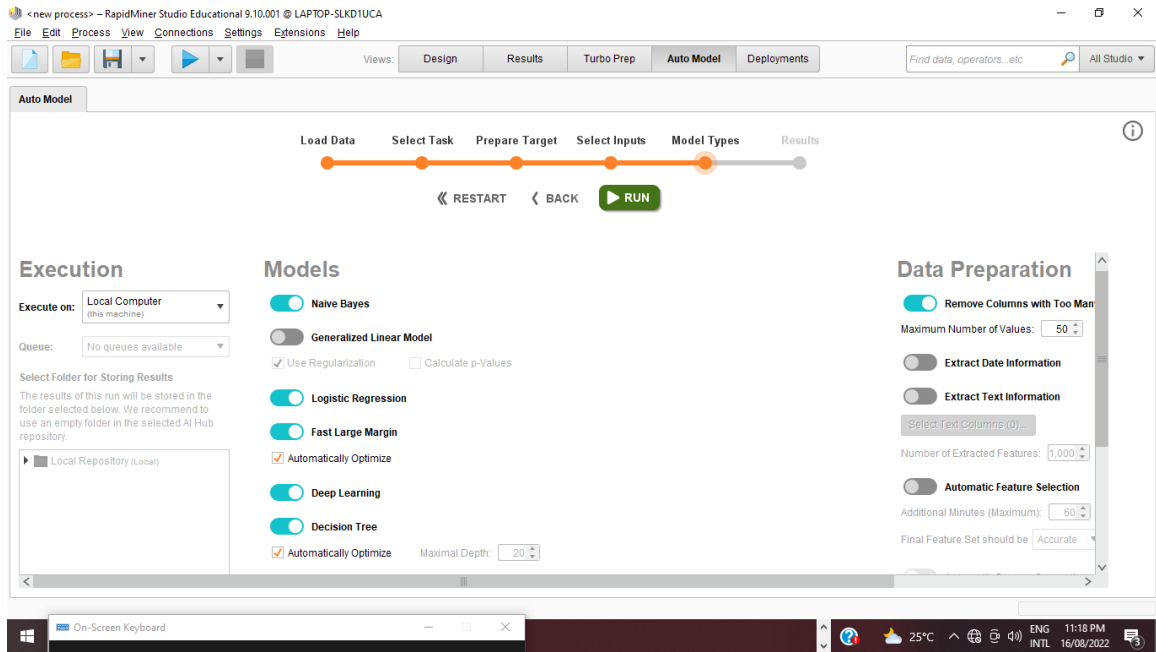 <new process> – RapidMiner Studio Educational 9.10.001 @ LAPTOP-SLKD1UCA
File Edit Process View Connections Settings Extensions Help
Views: Design Results Turbo Prep Auto Model Deployments Find data, operators...etc All Studio
Auto Model
Load Data Select Task Prepare Target Select Inputs Model Types Results
RESTART BACK RUN
Execution
Execute on: Local Computer
(this machine)
Queue: No queues available
Select Folder for Storing Results
The results of this run will be stored in the
folder selected below. We recommend to
use an empty folder in the selected AI Hub
repository.
Local Repository (Local)
Models
Naive Bayes
Generalized Linear Model
Use Regularization Calculate p-Values
Logistic Regression
Fast Large Margin
Automatically Optimize
Deep Learning
Decision Tree
Automatically Optimize Maximal Depth: 20
Data Preparation
Remove Columns with Too Many
Maximum Number of Values: 50
Extract Date Information
Extract Text Information
Select Text Columns (0)...
Number of Extracted Features: 1,000
Automatic Feature Selection
Additional Minutes (Maximum): 60
Final Feature Set should be Accurate
On-Screen Keyboard
25°C ENG 11:18 PM
INTL 16/08/2022 3